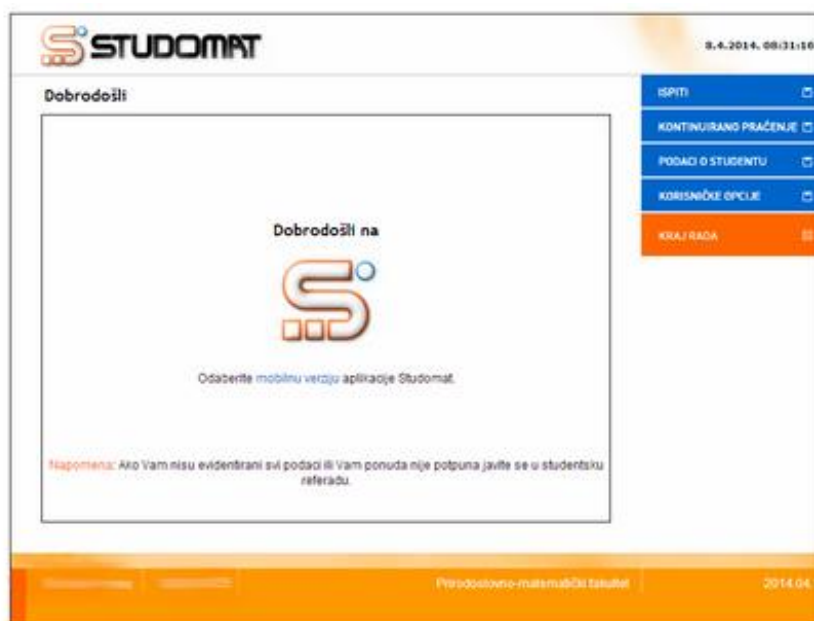 STUDOMAT
8.4.2014. 08:31:16
Dobrodošli
ISPITI
KONTINUIRANO PRAĆENJE
PODACI O STUDENTU
KORISNIČKE OPCIJE
KRAJ RADA
Dobrodošli na
Odaberite mobilnu verziju aplikacije Studomat.
Napomena: Ako Vam nisu evidentirani svi podaci ili Vam ponuda nije potpuna javite se u studentsku
referadu.
Prirodoslovno-matematički fakultet
2014.04.